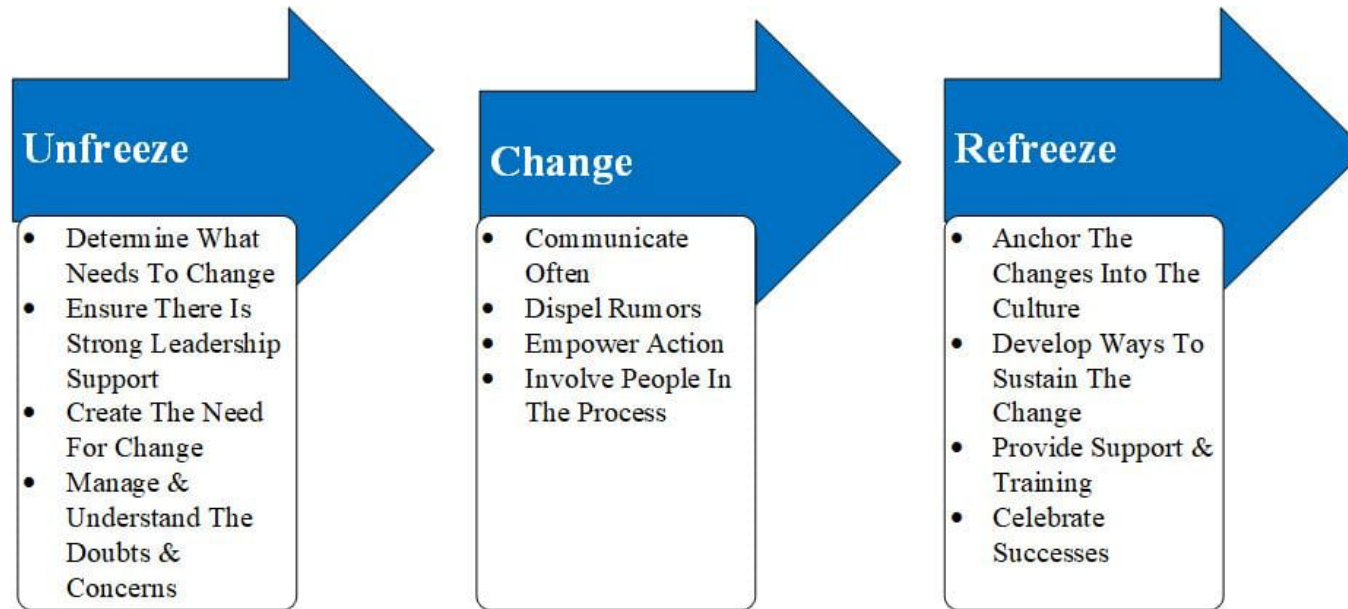 Unfreeze
• Determine What
Needs To Change
• Ensure There Is
Strong Leadership
Support
• Create The Need
For Change
• Manage &
Understand The
Doubts &
Concerns
Change
• Communicate
Often
• Dispel Rumors
• Empower Action
• Involve People In
The Process
Refreeze
• Anchor The
Changes Into The
Culture
• Develop Ways To
Sustain The
Change
• Provide Support &
Training
• Celebrate
Successes